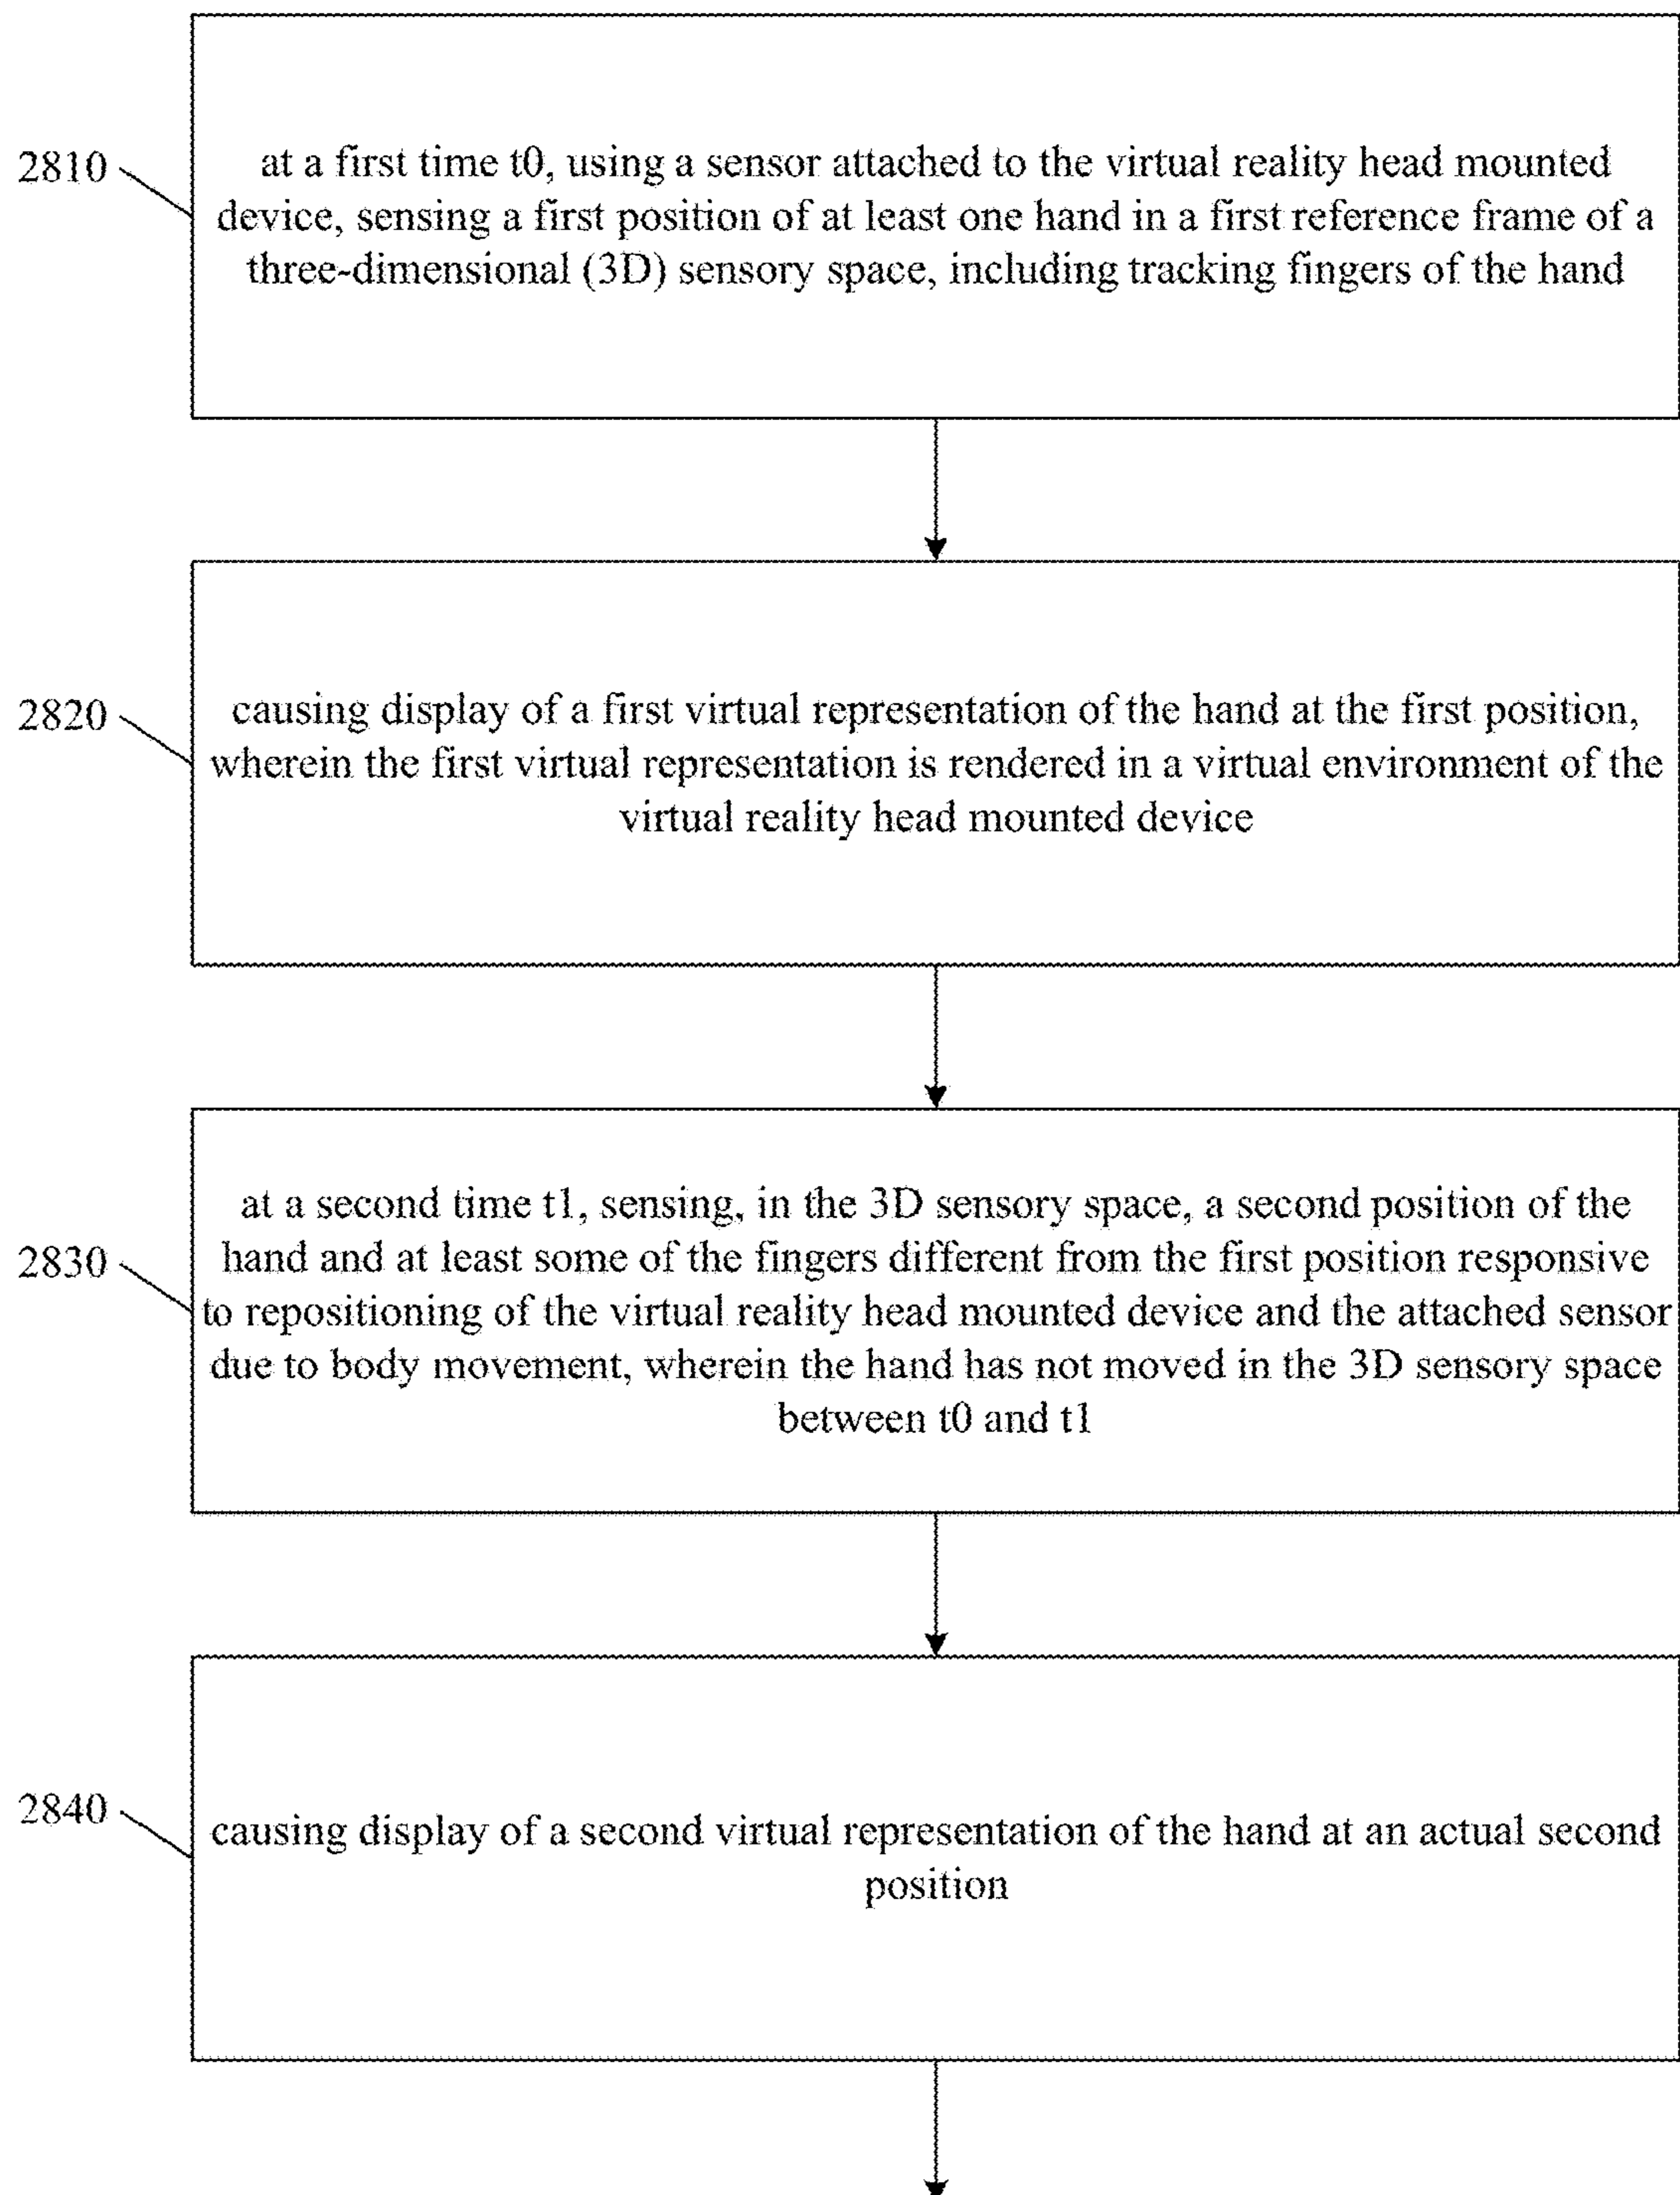 2810
at a first time t0, using a sensor attached to the virtual reality head mounted
device, sensing a first position of at least one hand in a first reference frame of a
three-dimensional (3D) sensory space, including tracking fingers of the hand
2820
causing display of a first virtual representation of the hand at the first position,
wherein the first virtual representation is rendered in a virtual environment of the
virtual reality head mounted device
2830
at a second time t1, sensing, in the 3D sensory space, a second position of the
hand and at least some of the fingers different from the first position responsive
to repositioning of the virtual reality head mounted device and the attached sensor
due to body movement, wherein the hand has not moved in the 3D sensory space
between t0 and t1
2840
causing display of a second virtual representation of the hand at an actual second
position